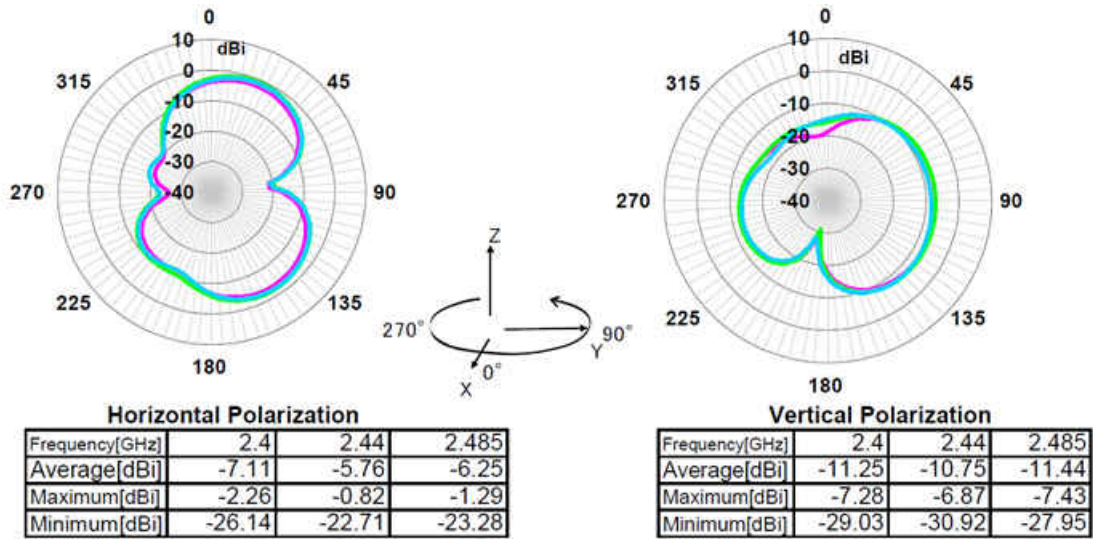 0
10
dBi
0
315
45
-10
-20
-30
270
-40
90
225
135
180
0
10
dBi
0
315
45
-10
-20
-30
270
-40
90
225
135
180
Z
270°
90°
Y
X
0°
Horizontal Polarization
Frequency[GHz] 2.4 2.44 2.485
Average[dBi] -7.11 -5.76 -6.25
Maximum[dBi] -2.26 -0.82 -1.29
Minimum[dBi] -26.14 -22.71 -23.28
Vertical Polarization
Frequency[GHz] 2.4 2.44 2.485
Average[dBi] -11.25 -10.75 -11.44
Maximum[dBi] -7.28 -6.87 -7.43
Minimum[dBi] -29.03 -30.92 -27.95